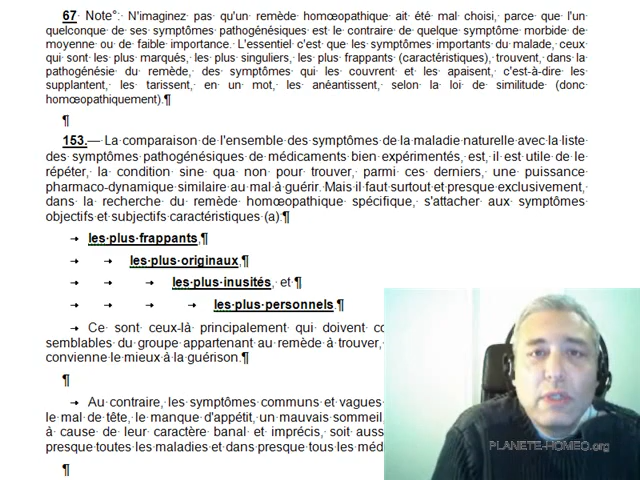 67 Note°: N'imaginez pas qu'un remède homœopathique ait été mal choisi, parce que l'un
quelconque de ses symptômes pathogénésiques est le contraire de quelque symptôme morbide de
moyenne ou de faible importance. L'essentiel c'est que les symptômes importants du malade, ceux
qui sont les plus marqués, les plus singuliers, les plus frappants (caractéristiques), trouvent, dans la
pathogénésie du remède, des symptômes qui les couvrent et les apaisent, c'est-à-dire les
supplantent, les tarissent, en un mot, les anéantissent, selon la loi de similitude (donc
homœopathiquement).¶
¶
153.— La comparaison de l'ensemble des symptômes de la maladie naturelle avec la liste
des symptômes pathogénésiques de médicaments bien expérimentés, est, il est utile de le
répéter, la condition sine qua non pour trouver, parmi ces derniers, une puissance
pharmaco-dynamique similaire au mal à guérir. Mais il faut surtout et presque exclusivement,
dans la recherche du remède homœopathique spécifique, s'attacher aux symptômes
objectifs et subjectifs caractéristiques (a):¶
→ les·plus·frappants,¶
→ → les·plus·originaux,¶
→ → → les·plus·inusités, et ¶
→ → → → les·plus·personnels.¶
→ Ce sont ceux-là principalement qui doivent
semblables du groupe appartenant au remède à trouver,
convienne le mieux à la guérison.¶
¶
→ Au contraire, les symptômes communs et vagues
le mal de tête, le manque d'appétit, un mauvais sommeil
à cause de leur caractère banal et imprécis, soit
presque toutes les maladies et dans presque tous les
¶
PLANETE-HOMEO.org